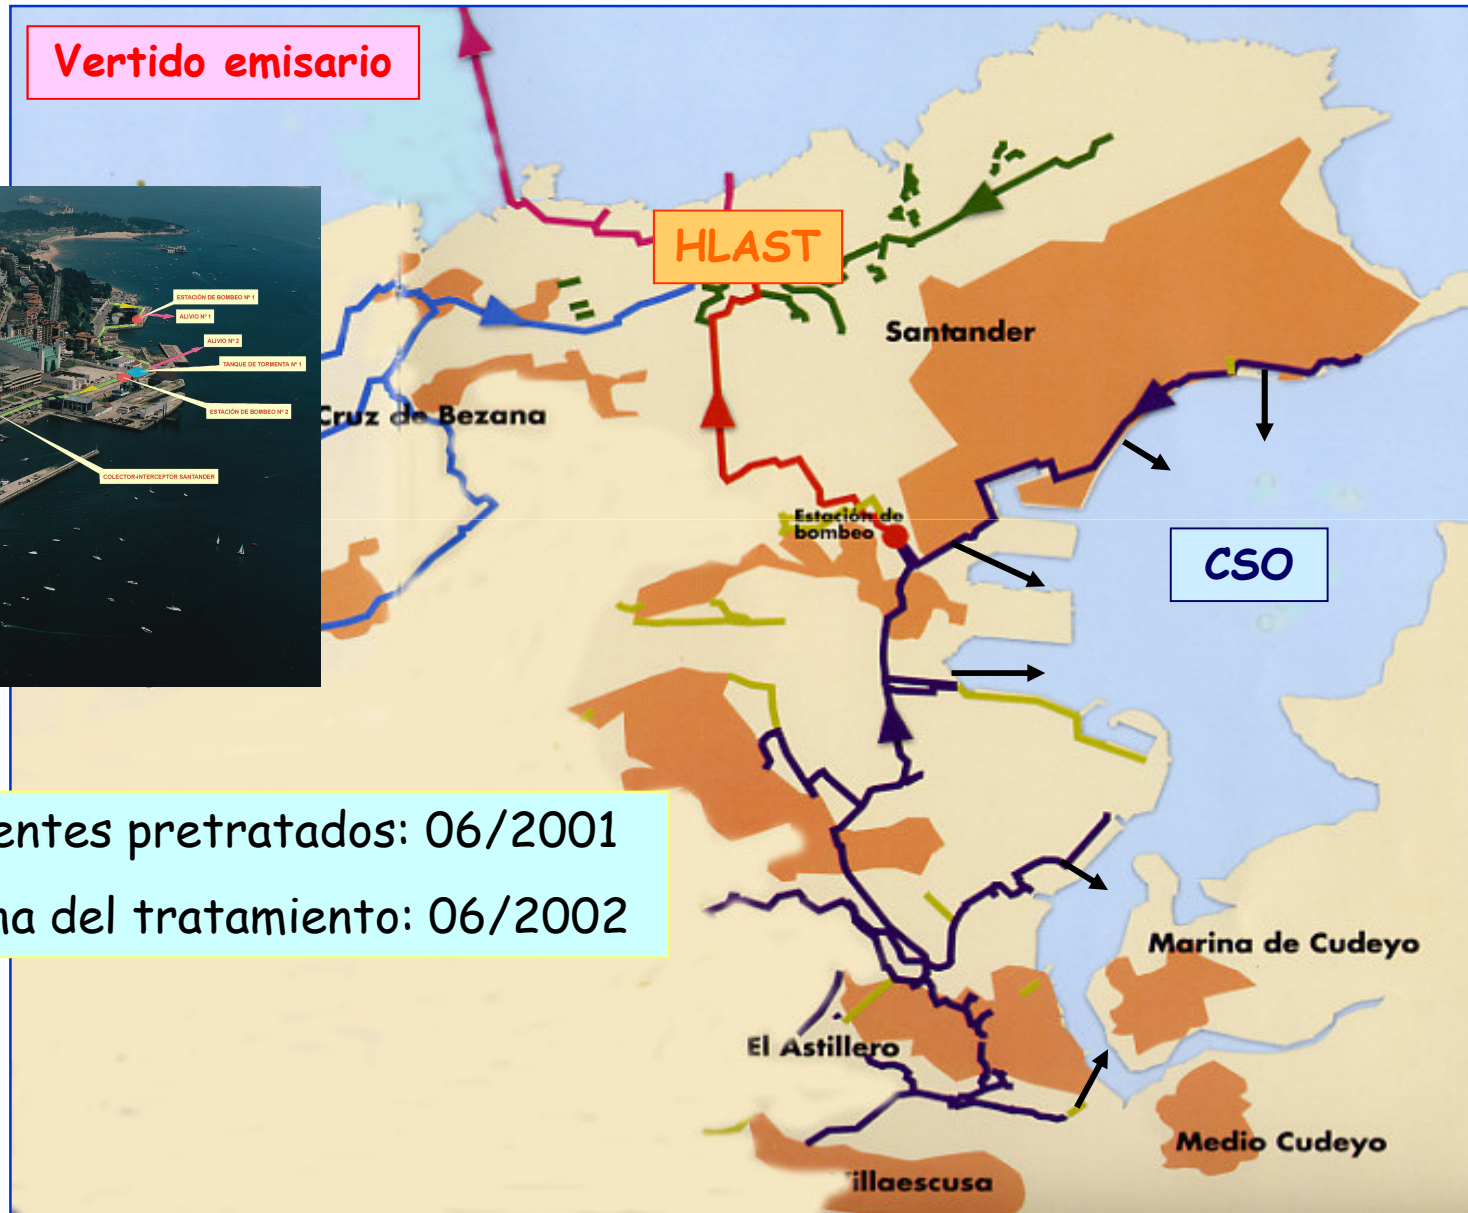 Vertido emisario
HLAST
Santander
ESTACIÓN DE BOMBEO Nº 1
ALIVIO Nº 1
ALIVIO Nº 2
TANQUE DE TORMENTA Nº 1
ESTACIÓN DE BOMBEO Nº 2
COLECTOR-INTERCEPTOR SANTANDER
Cruz de Bezana
Estación de
bombeo
CSO
entes pretratados: 06/2001
na del tratamiento: 06/2002
Marina de Cudeyo
El Astillero
Medio Cudeyo
illaescusa